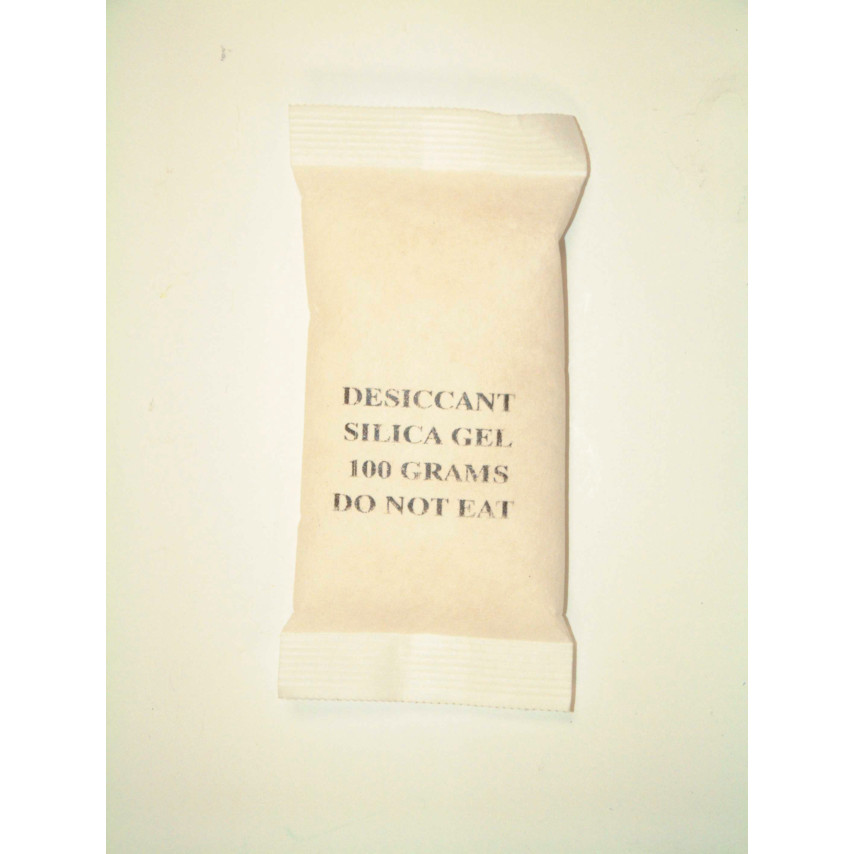 DESICCANT
SILICA GEL
100 GRAMS
DO NOT EAT